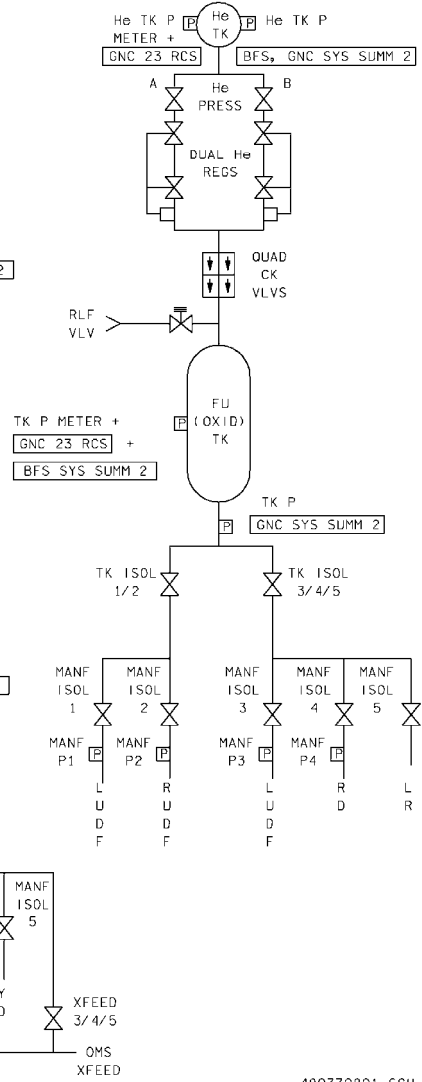 He TK P P He TK P He TK P
METER +
GNC 23 RCS BFS, GNC SYS SUMM 2
A He B
PRESS
DUAL He
REGS
QUAD
CK
VLVS
2
RLF
VLV
FU
(OXID)
TK
TK P METER + P
GNC 23 RCS +
BFS SYS SUMM 2
TK P
P GNC SYS SUMM 2
TK ISOL
1/2
TK ISOL
3/4/5
MANF
ISOL
1
MANF
ISOL
2
MANF
ISOL
3
MANF
ISOL
4
MANF
ISOL
5
MANF
P1 P
MANF
P2 P
MANF
P3 P
MANF
P4 P
L
U
D
F
R
U
D
F
L
U
D
F
R
D
L
R
MANF
ISOL
5
Y
XFEED
3/4/5
OMS
XFEED